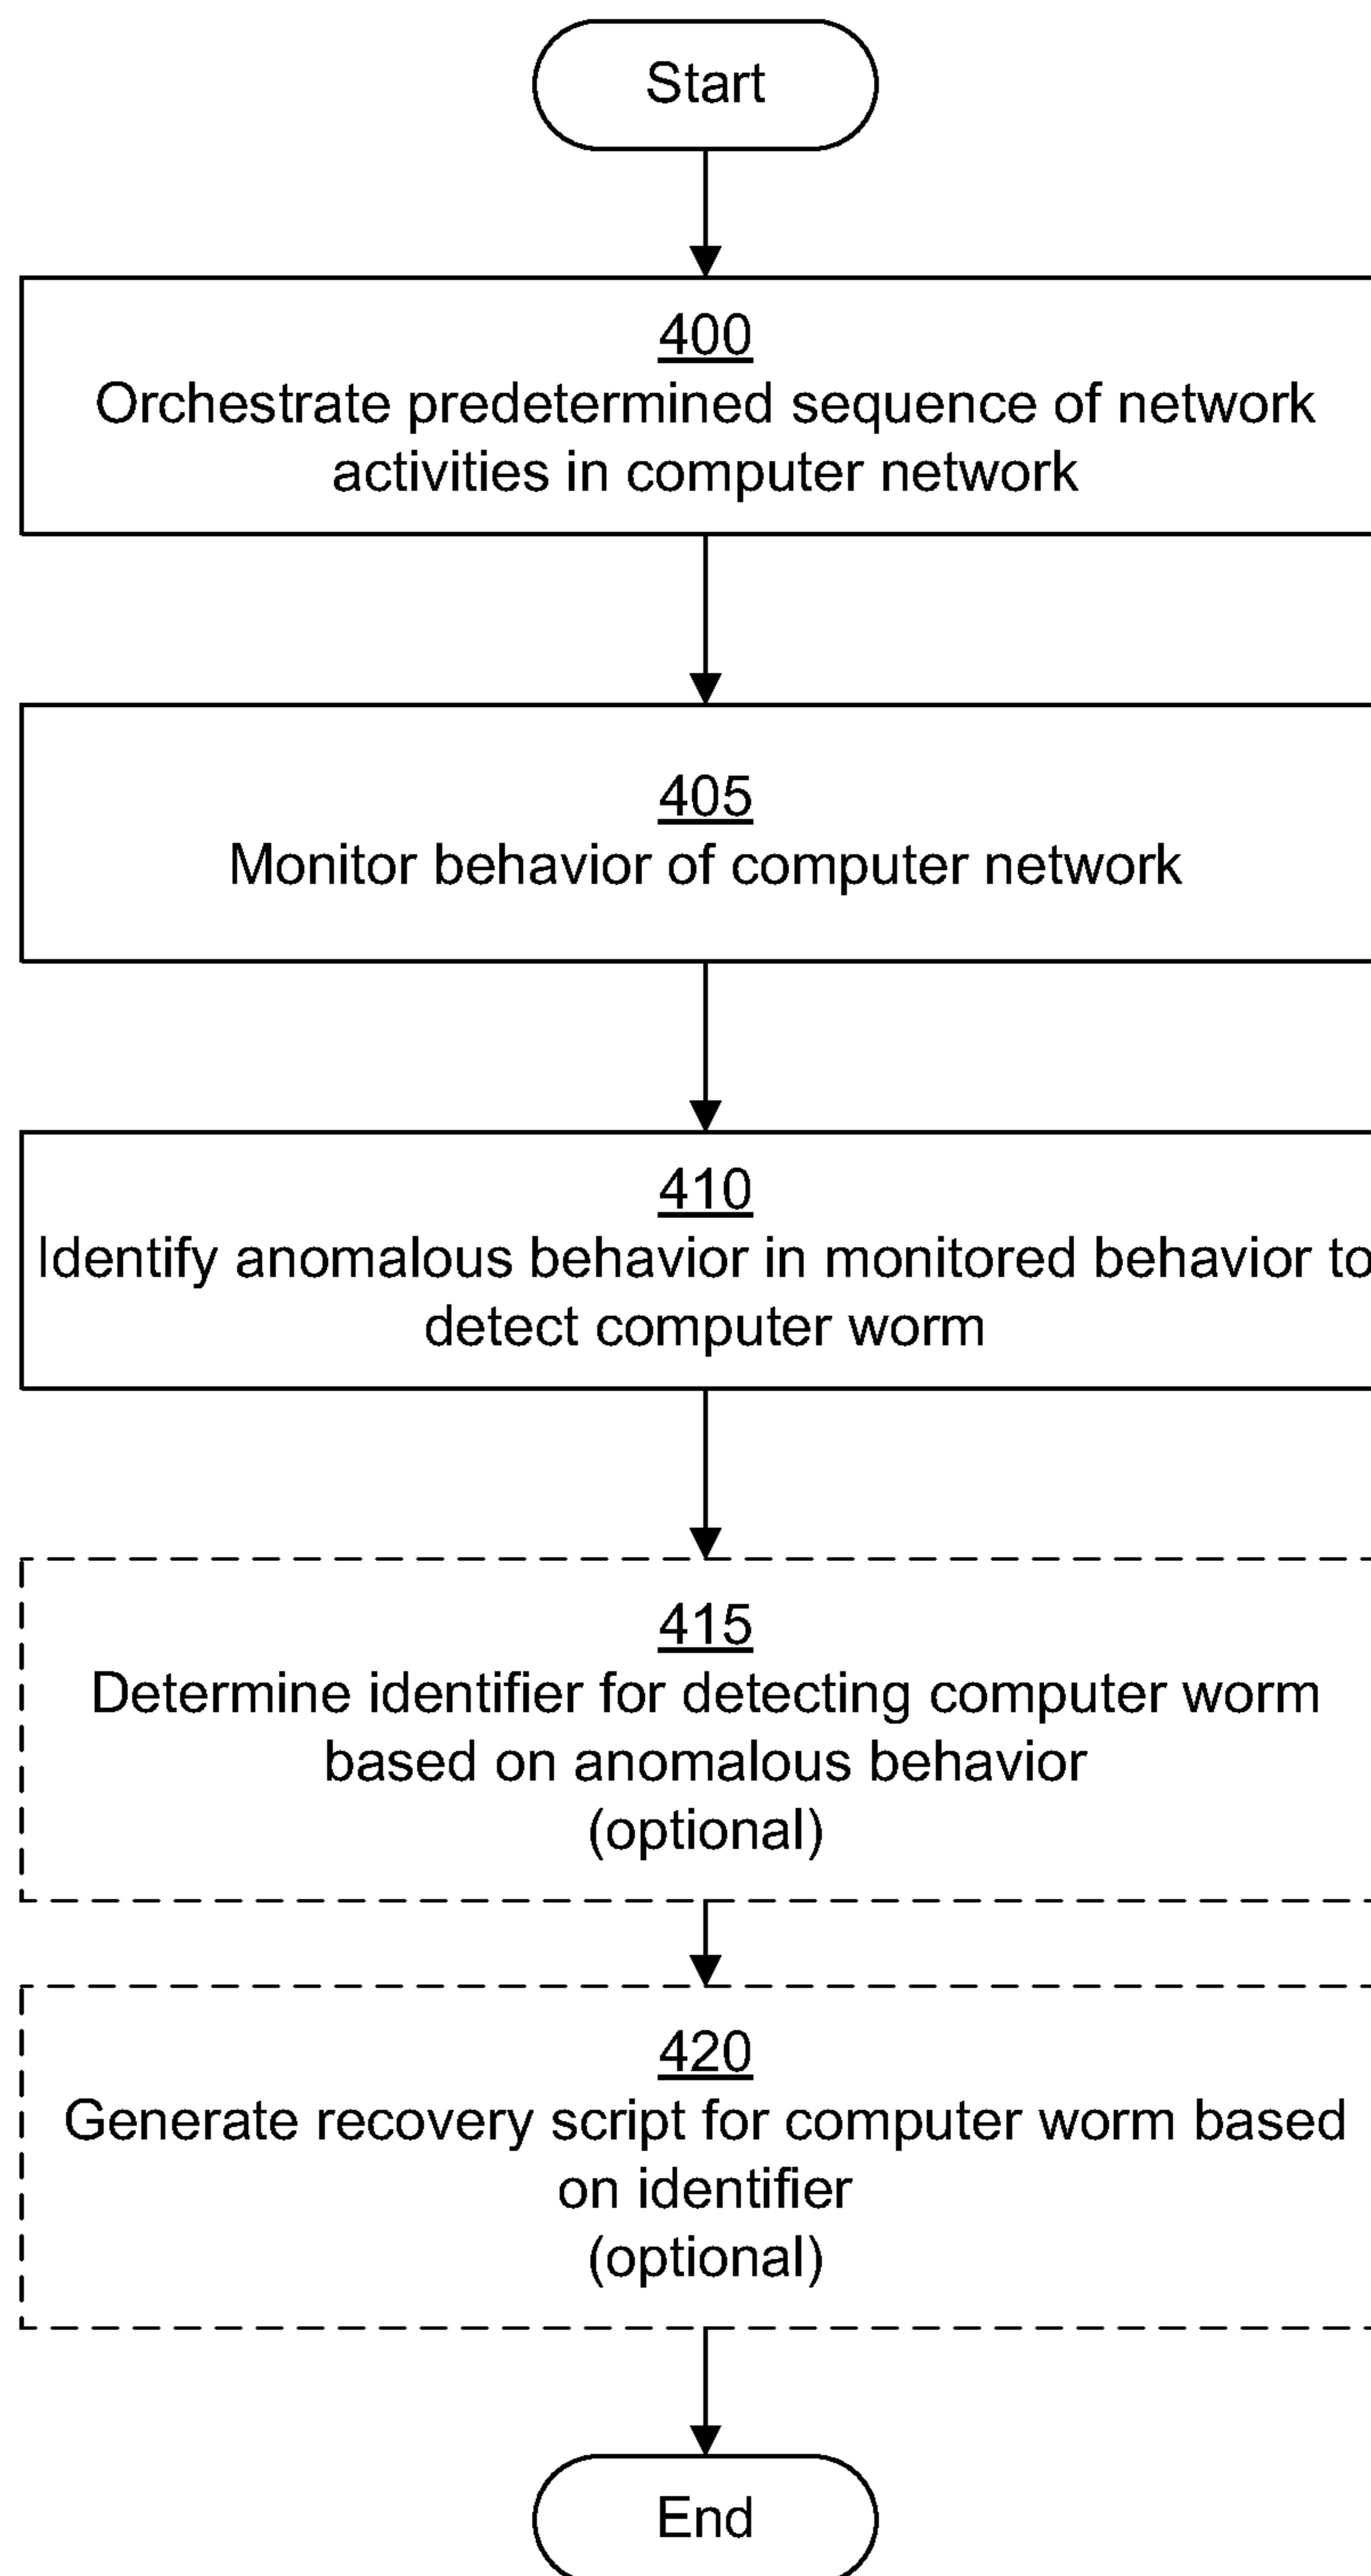 Start
400
Orchestrate predetermined sequence of network
activities in computer network
405
Monitor behavior of computer network
410
Identify anomalous behavior in monitored behavior to
detect computer worm
415
Determine identifier for detecting computer worm
based on anomalous behavior
(optional)
420
Generate recovery script for computer worm based
on identifier
(optional)
End